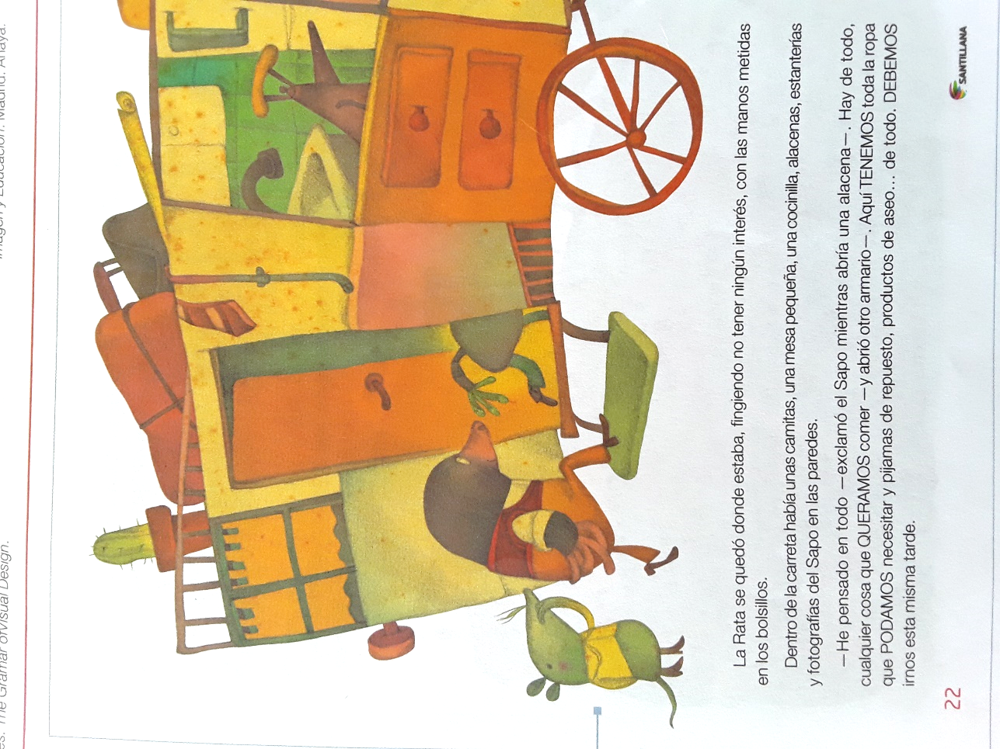 es. The Gramar ofVisual Design.
Imagen y Educación. Madrid: Anaya.
La Rata se quedó donde estaba, fingiendo no tener ningún interés, con las manos metidas
en los bolsillos.
Dentro de la carreta había unas camitas, una mesa pequeña, una cocinilla, alacenas, estanterías
y fotografías del Sapo en las paredes.
—He pensado en todo —exclamó el Sapo mientras abría una alacena—. Hay de todo,
cualquier cosa que QUERAMOS comer —y abrió otro armario—. Aquí TENEMOS toda la ropa
que PODAMOS necesitar y pijamas de repuesto, productos de aseo... de todo. DEBEMOS
irnos esta misma tarde.
22
SANTILLANA